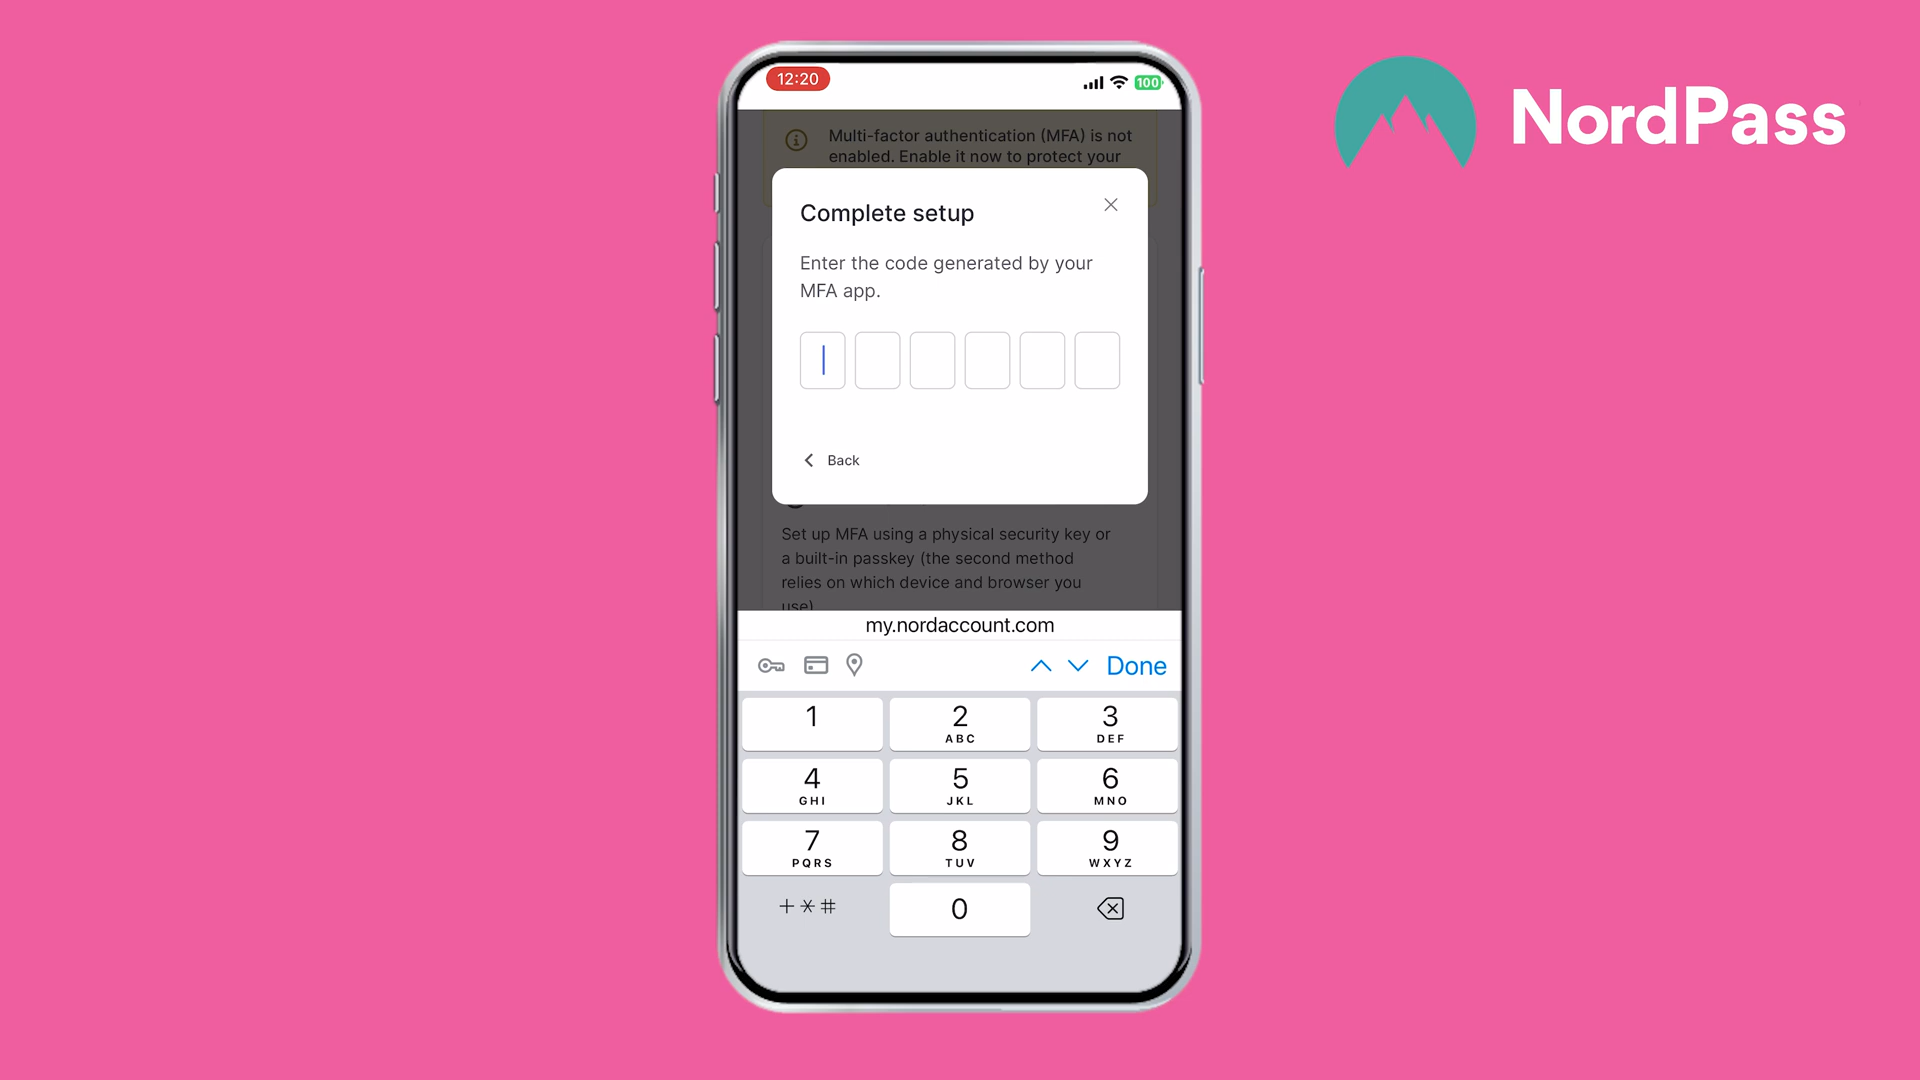 12:20
100
NordPass
Multi-factor authentication (MFA) is not
enabled. Enable it now to protect your
Complete setup
Enter the code generated by your
MFA app.
Back
Set up MFA using a physical security key or
a built-in passkey (the second method
relies on which device and browser you
use)
my.nordaccount.com
Done
1
2
ABC
3
DEF
4
GHI
5
JKL
6
MNO
7
PQRS
8
TUV
9
WXYZ
+*#
0